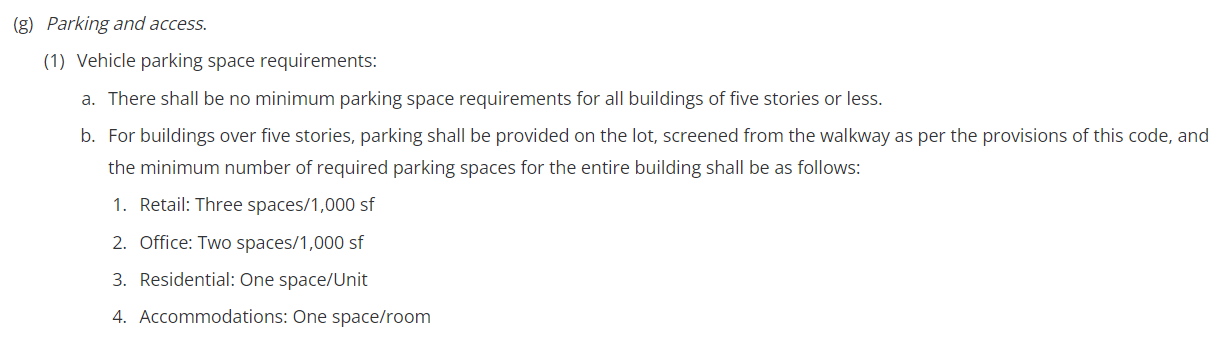 (g) Parking and access.
(1) Vehicle parking space requirements:
a. There shall be no minimum parking space requirements for all buildings of five stories or less.
b. For buildings over five stories, parking shall be provided on the lot, screened from the walkway as per the provisions of this code, and
the minimum number of required parking spaces for the entire building shall be as follows:
1. Retail: Three spaces/1,000 sf
2. Office: Two spaces/1,000 sf
3. Residential: One space/Unit
4. Accommodations: One space/room